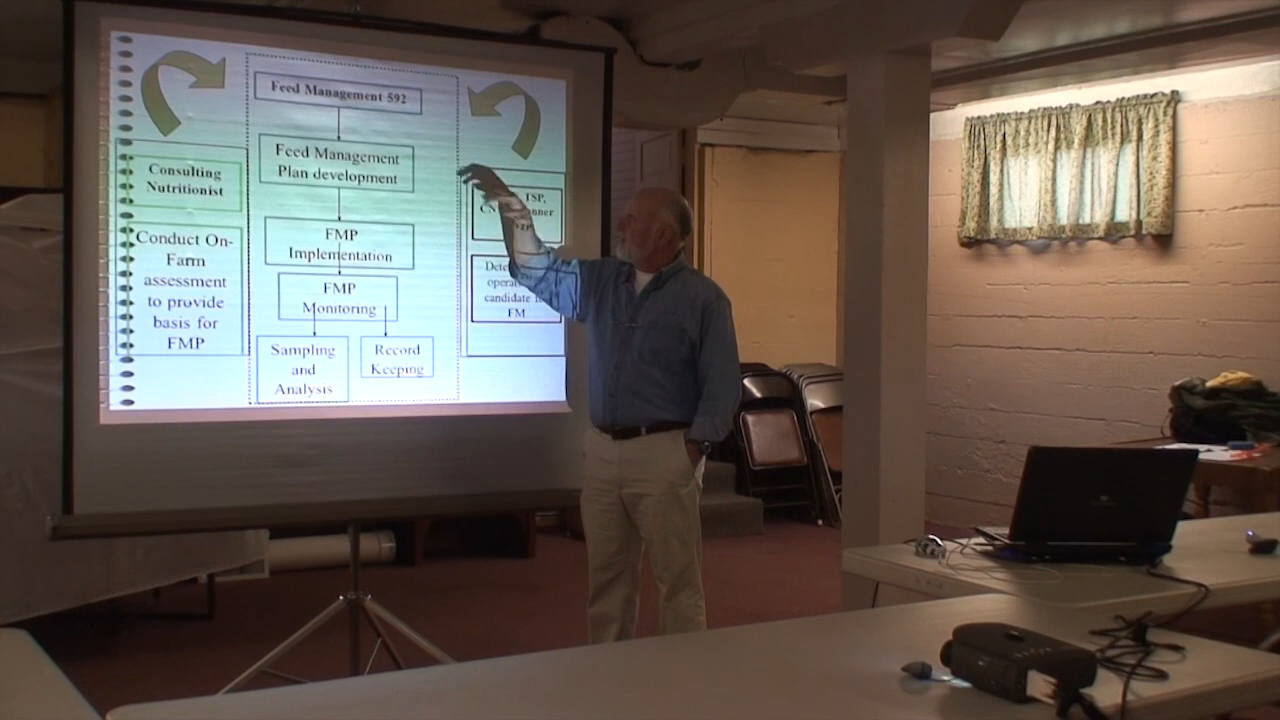 Feed Management 592
Feed Management
Plan development
FMP
Implementation
FMP
Monitoring
Sampling
and
Analysis
Record
Keeping
Consulting
Nutritionist
Conduct On-
Farm
assessment
to provide
basis for
FMP
TSP,
candidate
FM